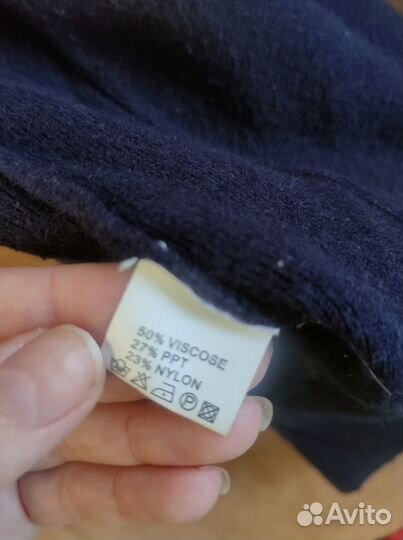 50% VISCOSE
27% PPT
23% NYLON
P
Avito